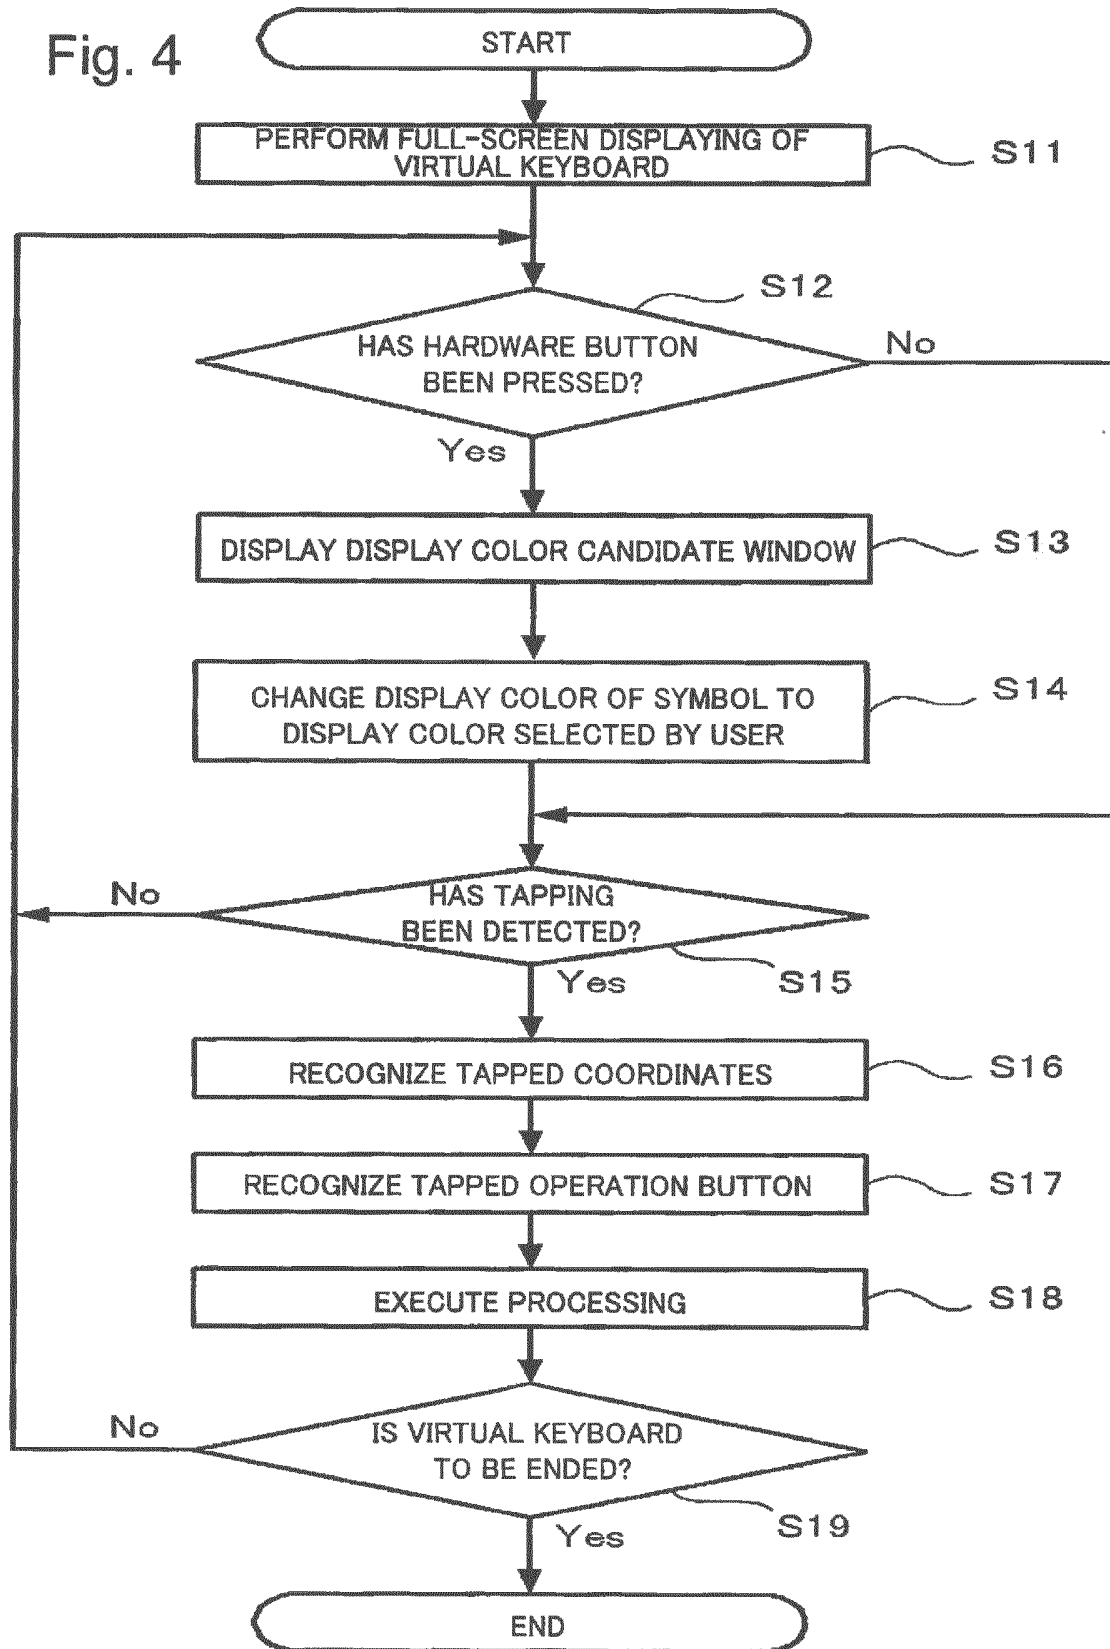 Fig. 4
START
PERFORM FULL-SCREEN DISPLAYING OF
VIRTUAL KEYBOARD
S11
S12
HAS HARDWARE BUTTON
BEEN PRESSED?
No
Yes
DISPLAY DISPLAY COLOR CANDIDATE WINDOW
S13
CHANGE DISPLAY COLOR OF SYMBOL TO
DISPLAY COLOR SELECTED BY USER
S14
No
HAS TAPPING
BEEN DETECTED?
S15
Yes
RECOGNIZE TAPPED COORDINATES
S16
RECOGNIZE TAPPED OPERATION BUTTON
S17
EXECUTE PROCESSING
S18
No
IS VIRTUAL KEYBOARD
TO BE ENDED?
S19
Yes
END